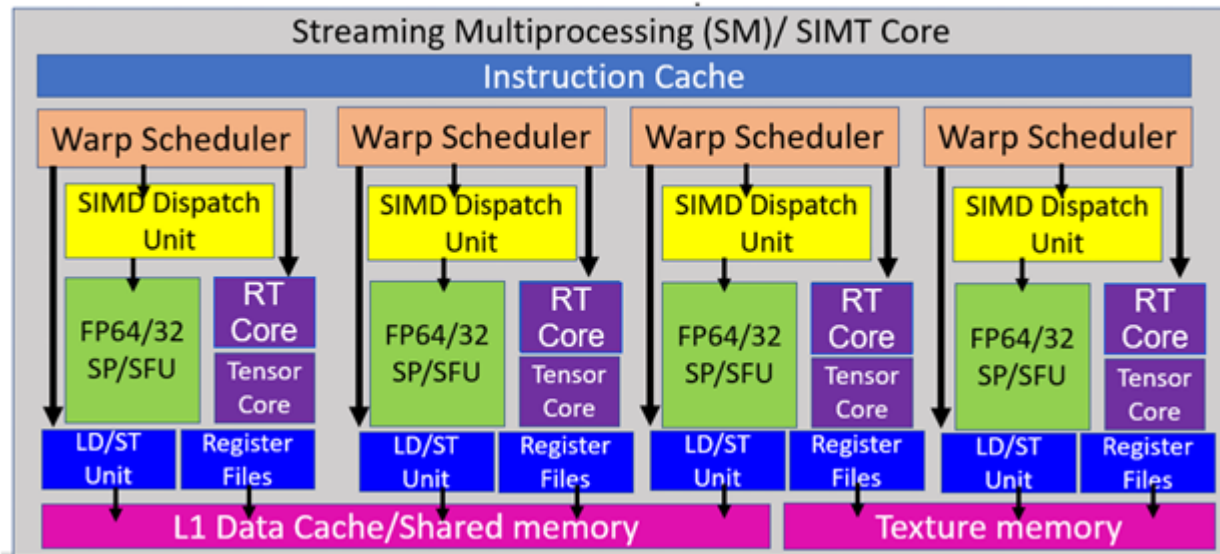 Streaming Multiprocessing (SM)/ SIMT Core
Instruction Cache
Warp Scheduler
Warp Scheduler
Warp Scheduler
Warp Scheduler
SIMD Dispatch
Unit
SIMD Dispatch
Unit
SIMD Dispatch
Unit
SIMD Dispatch
Unit
FP64/32
SP/SFU
RT
Core
Tensor
Core
FP64/32
SP/SFU
RT
Core
Tensor
Core
FP64/32
SP/SFU
RT
Core
Tensor
Core
FP64/32
SP/SFU
RT
Core
Tensor
Core
LD/ST
Unit
Register
Files
LD/ST
Unit
Register
Files
LD/ST
Unit
Register
Files
LD/ST
Unit
Register
Files
L1 Data Cache/Shared memory
Texture memory